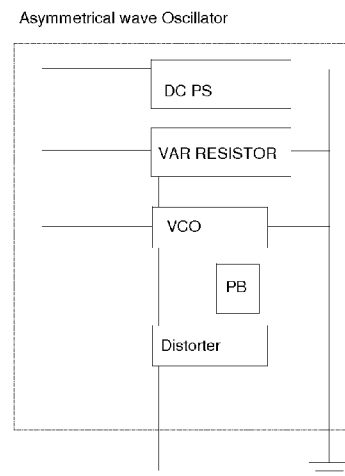 Asymmetrical wave Oscillator
DC PS
VAR RESISTOR
VCO
PB
Distorter